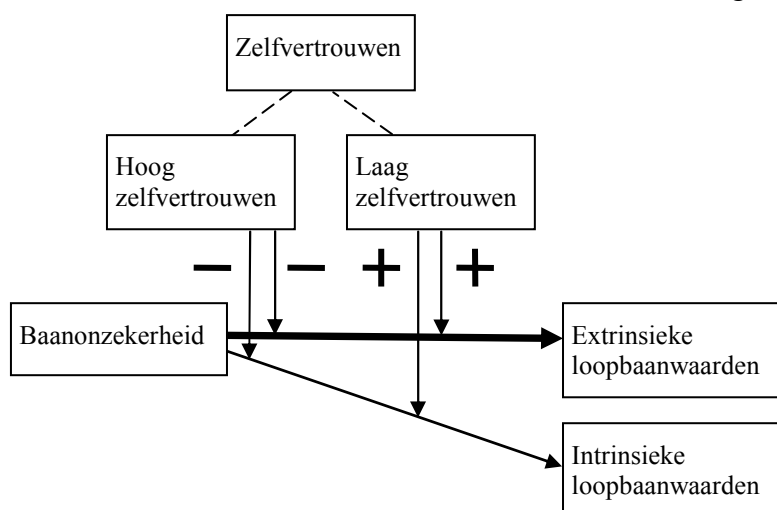 Zelfvertrouwen
Hoog
zelfvertrouwen
Laag
zelfvertrouwen
− − + +
Baanonzekerheid
Extrinsieke
loopbaanwaarden
Intrinsieke
loopbaanwaarden